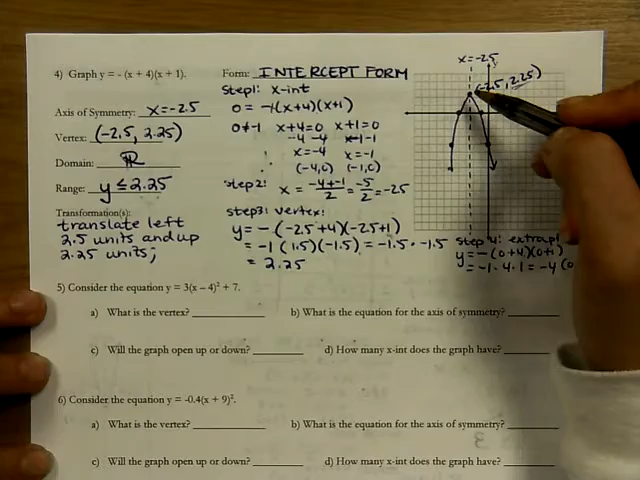 4) Graph y = - (x + 4)(x + 1).
Form: INTERCEPT FORM
Step1: x-int
0 = -1(x+4)(x+1)
Axis of Symmetry: x=-2.5
0≠-1 x+4=0 x+1=0
-4 -4 -1 -1
Vertex: (-2.5, 2.25)
x=-4 x=-1
(-4,0) (-1,0)
Domain: ℝ
Range: y ≤ 2.25
Step2: x = -4+-1/2 = -5/2 = -2.5
Transformation(s):
translate left
2.5 units and up
2.25 units;
Step3: vertex:
y = -(-2.5+4)(-2.5+1)
= -1(1.5)(-1.5) = -1.5 · -1.5
= 2.25
x=-2.5
(-2.5, 2.25)
Step 4: extra pt
y = -(0+4)(0+1)
= -1·4·1 = -4 (0
5) Consider the equation y = 3(x – 4)² + 7.
a) What is the vertex?
b) What is the equation for the axis of symmetry?
c) Will the graph open up or down?
d) How many x-int does the graph have?
6) Consider the equation y = -0.4(x + 9)².
a) What is the vertex?
b) What is the equation for the axis of symmetry?
c) Will the graph open up or down?
d) How many x-int does the graph have?